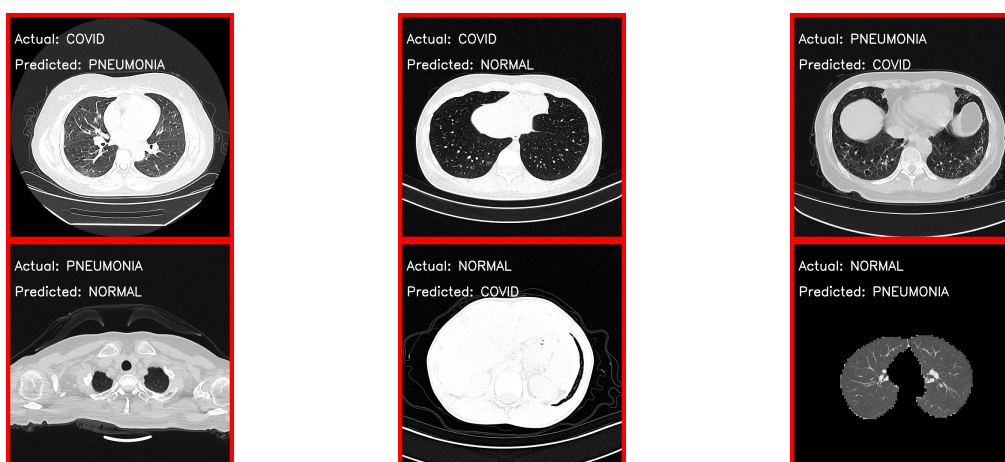 Actual: COVID
Predicted: PNEUMONIA
Actual: COVID
Predicted: NORMAL
Actual: PNEUMONIA
Predicted: COVID
Actual: PNEUMONIA
Predicted: NORMAL
Actual: NORMAL
Predicted: COVID
Actual: NORMAL
Predicted: PNEUMONIA